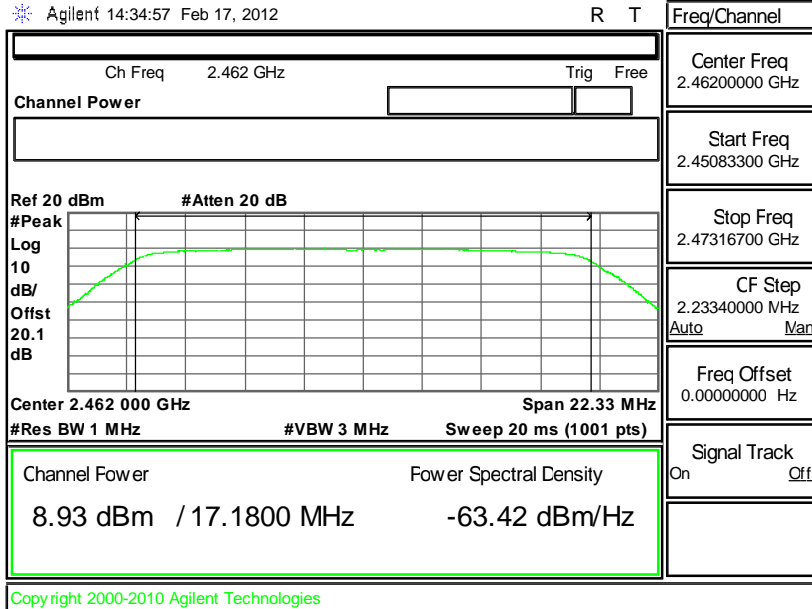 Agilent 14:34:57 Feb 17, 2012 R T
Ch Freq 2.462 GHz Trig Free
Channel Power
Ref 20 dBm #Atten 20 dB
#Peak
Log
10
dB/
Offst
20.1
dB
Center 2.462 000 GHz Span 22.33 MHz
#Res BW 1 MHz #VBW 3 MHz Sweep 20 ms (1001 pts)
Channel Power Power Spectral Density
8.93 dBm / 17.1800 MHz -63.42 dBm/Hz
Copyright 2000-2010 Agilent Technologies
Freq/Channel
Center Freq
2.46200000 GHz
Start Freq
2.45083300 GHz
Stop Freq
2.47316700 GHz
CF Step
2.23340000 MHz
Auto Man
Freq Offset
0.00000000 Hz
Signal Track
On Off